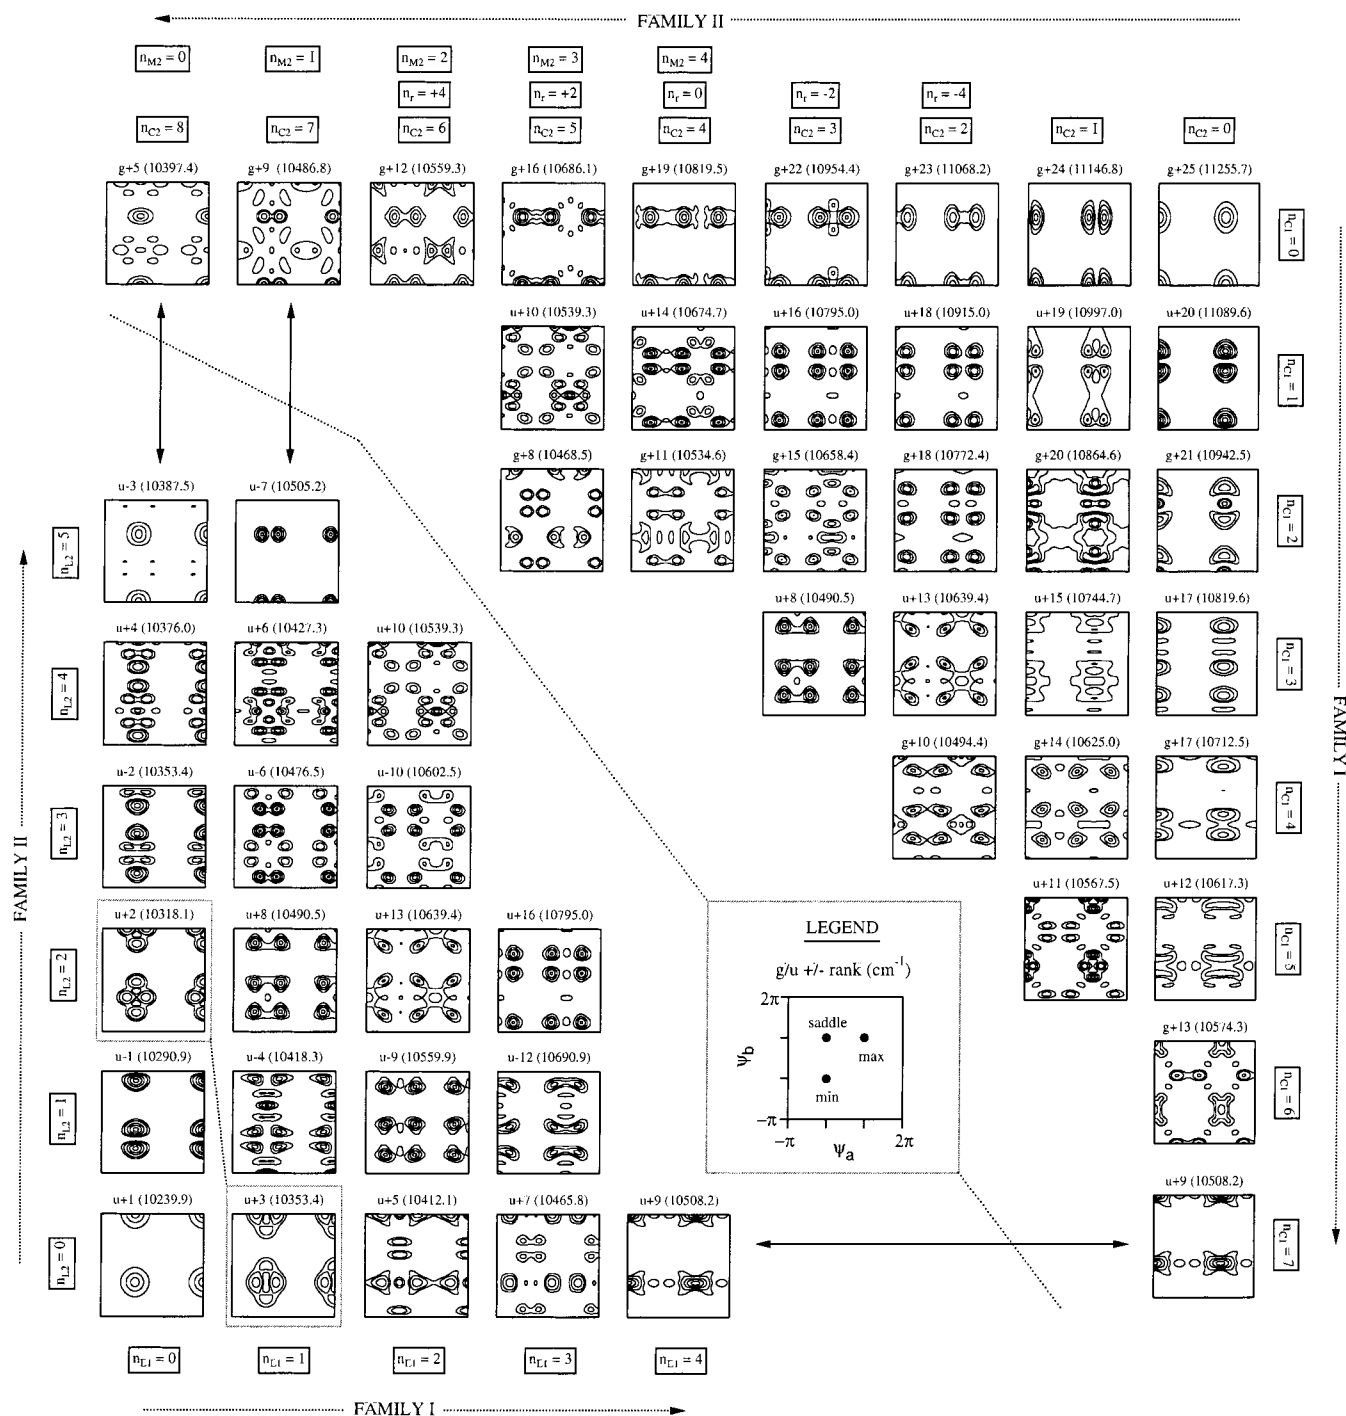 FAMILY II
n_M2 = 0 n_M2 = 1 n_M2 = 2 n_M2 = 3 n_M2 = 4
n_r = +4 n_r = +2 n_r = 0 n_r = -2 n_r = -4
n_C2 = 8 n_C2 = 7 n_C2 = 6 n_C2 = 5 n_C2 = 4 n_C2 = 3 n_C2 = 2 n_C2 = 1 n_C2 = 0
g+5 (10397.4) g+9 (10486.8) g+12 (10559.3) g+16 (10686.1) g+19 (10819.5) g+22 (10954.4) g+23 (11068.2) g+24 (11146.8) g+25 (11255.7)
n_C1 = 0
u+10 (10539.3) u+14 (10674.7) u+16 (10795.0) u+18 (10915.0) u+19 (10997.0) u+20 (11089.6)
n_C1 = 1
g+8 (10468.5) g+11 (10534.6) g+15 (10658.4) g+18 (10772.4) g+20 (10864.6) g+21 (10942.5)
n_C1 = 2
u-3 (10387.5) u-7 (10505.2)
n_L2 = 5
u+8 (10490.5) u+13 (10639.4) u+15 (10744.7) u+17 (10819.6)
n_C1 = 3
u+4 (10376.0) u+6 (10427.3) u+10 (10539.3)
n_L2 = 4
g+10 (10494.4) g+14 (10625.0) g+17 (10712.5)
n_C1 = 4
FAMILY I
u-2 (10353.4) u-6 (10476.5) u-10 (10602.5)
n_L2 = 3
FAMILY II
u+11 (10567.5) u+12 (10617.3)
n_C1 = 5
u+2 (10318.1) u+8 (10490.5) u+13 (10639.4) u+16 (10795.0)
n_L2 = 2
LEGEND
g/u +/- rank (cm⁻¹)
2π
saddle
ψb
max
min
-π
-π 2π
ψa
g+13 (10574.3)
n_C1 = 6
u-1 (10290.9) u-4 (10418.3) u-9 (10559.9) u-12 (10690.9)
n_L2 = 1
u+9 (10508.2)
n_C1 = 7
u+1 (10239.9) u+3 (10353.4) u+5 (10412.1) u+7 (10465.8) u+9 (10508.2)
n_L2 = 0
n_L1 = 0 n_L1 = 1 n_L1 = 2 n_L1 = 3 n_L1 = 4
FAMILY I